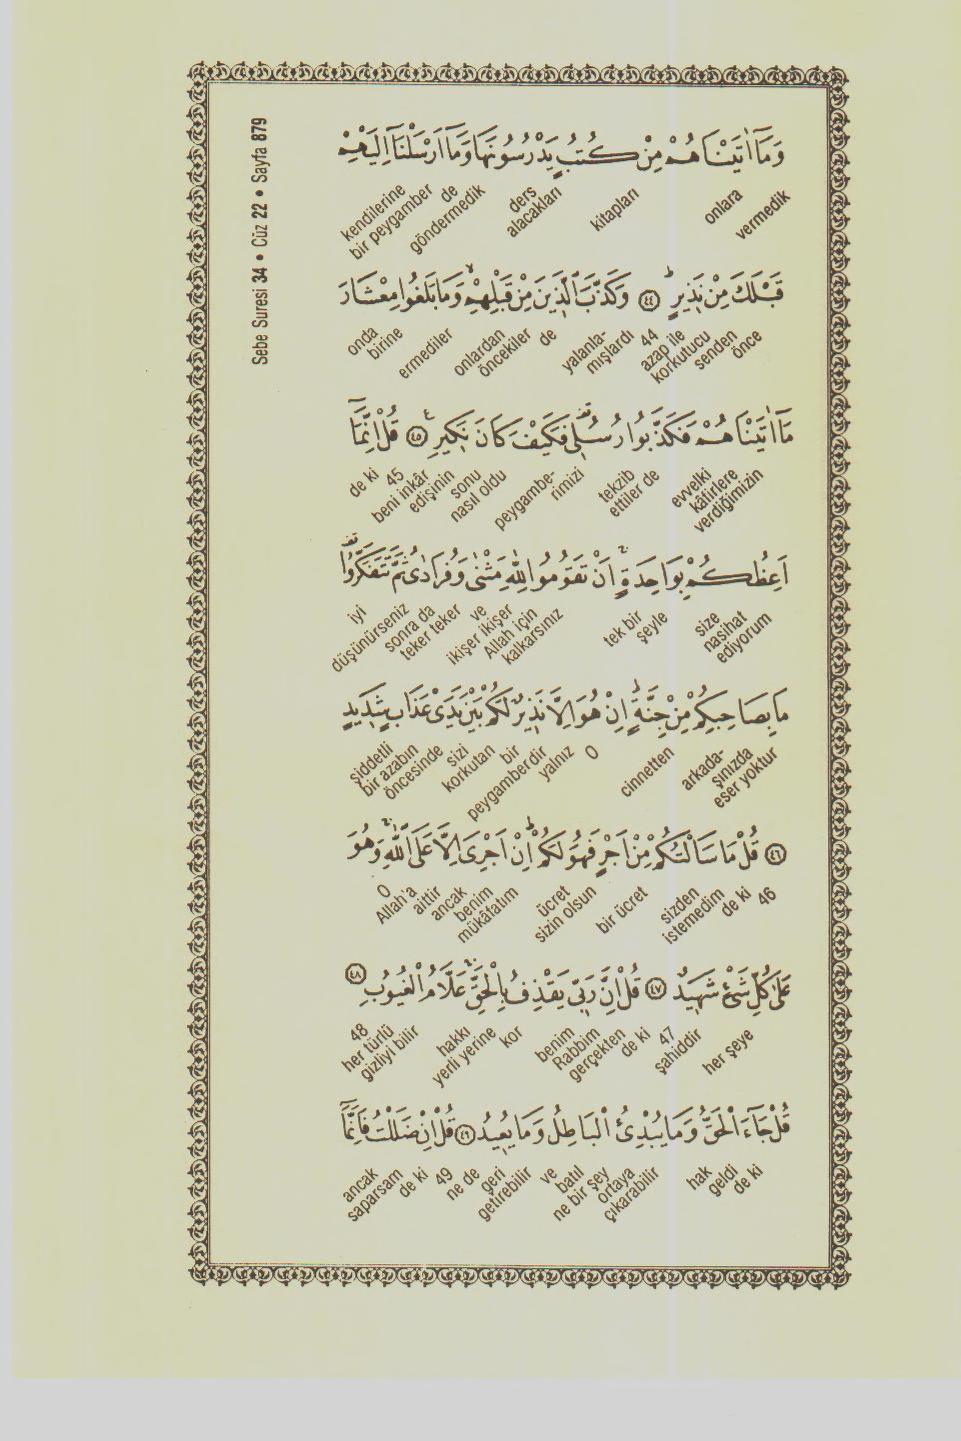 Sebe Suresi 34 • Cüz 22 • Sayfa 879
وَمَٓا اٰتَيْنَاهُمْ مِنْ كُتُبٍ يَدْرُسُونَهَا وَمَٓا اَرْسَلْنَٓا اِلَيْهِمْ
onlara vermedik
kitapları
ders alacakları
göndermedik de
bir peygamber
kendilerine
قَبْلَكَ مِنْ نَذِيرٍ ۜ ﴿٤٤﴾ وَكَذَّبَ الَّذِينَ مِنْ قَبْلِهِمْۙ وَمَا بَلَغُوا مِعْشَارَ
önce
senden
korkutucu
azap ile
44
yalanla-
mışlardı
de
öncekiler
onlardan
ermediler
birine
onda
مَٓا اٰتَيْنَاهُمْ فَكَذَّبُوا رُسُلِي۠ فَكَيْفَ كَانَ نَكِيرِ۟ ﴿٤٥﴾ قُلْ اِنَّمَٓا
verdiğimizin
kâfirlere
evvelki
ettiler de
tekzib
rimizi
peygambe-
nasıl oldu
sonu
edişinin
beni inkâr
45
de ki
اَعِظُكُمْ بِوَاحِدَةٍۚ اَنْ تَقُومُوا لِلّٰهِ مَثْنٰى وَفُرَادٰى ثُمَّ تَتَفَكَّرُوا۠
ediyorum
nasihat
size
şeyle
tek bir
kalkarsınız
Allah için
ikişer ikişer
ve
teker teker
sonra da
düşünürseniz
iyi
مَا بِصَاحِبِكُمْ مِنْ جِنَّةٍۜ اِنْ هُوَ اِلَّا نَذِيرٌ لَكُمْ بَيْنَ يَدَيْ عَذَابٍ شَدِيدٍ
eser yoktur
şınızda
arkada-
cinnetten
O
yalnız
peygamberdir
bir
korkutan
sizi
öncesinde
bir azabın
şiddetli
﴿٤٦﴾ قُلْ مَا سَاَلْتُكُمْ مِنْ اَجْرٍ فَهُوَ لَكُمْۜ اِنْ اَجْرِيَ اِلَّا عَلَى اللّٰهِۚ وَهُوَ
46
de ki
istemedim
sizden
bir ücret
sizin olsun
ücret
mükâfatım
benim
ancak
aittir
Allah'a
O
عَلٰى كُلِّ شَيْءٍ شَهِيدٌ ﴿٤٧﴾ قُلْ اِنَّ رَبِّي يَقْذِفُ بِالْحَقِّۚ عَلَّامُ الْغُيُوبِ ﴿٤٨﴾
her şeye
şahiddir
47
de ki
gerçekten
Rabbim
benim
kor
yerli yerine
hakkı
gizliyi bilir
her türlü
48
قُلْ جَٓاءَ الْحَقُّ وَمَا يُبْدِئُ الْبَاطِلُ وَمَا يُعِيدُ ﴿٤٩﴾ قُلْ اِنْ ضَلَلْتُ فَاِنَّمَٓا
de ki
geldi
hak
çıkarabilir
ortaya
ne bir şey
batıl
ve
getirebilir
geri
ne de
49
de ki
saparsam
ancak